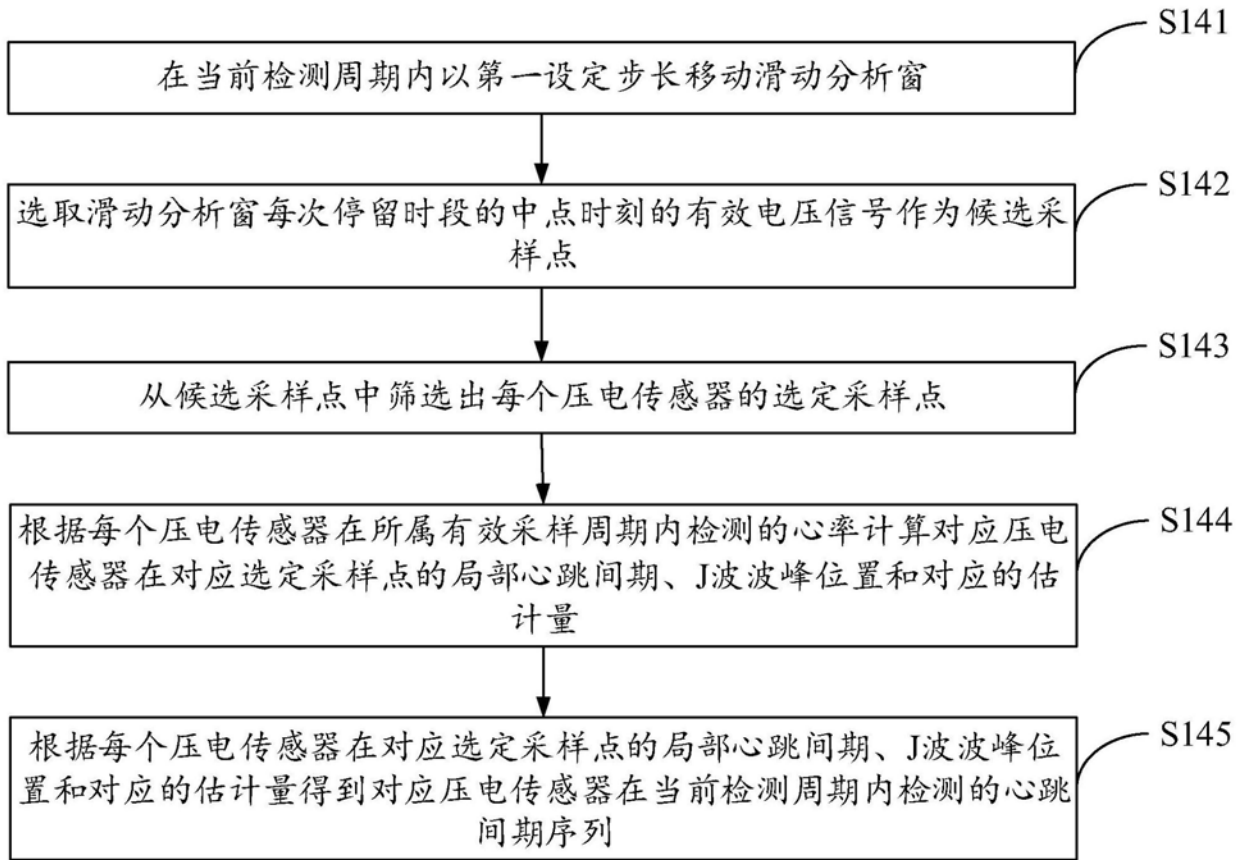 S141
在当前检测周期内以第一设定步长移动滑动分析窗
S142
选取滑动分析窗每次停留时段的中点时刻的有效电压信号作为候选采
样点
S143
从候选采样点中筛选出每个压电传感器的选定采样点
S144
根据每个压电传感器在所属有效采样周期内检测的心率计算对应压电
传感器在对应选定采样点的局部心跳间期、J波波峰位置和对应的估
计量
S145
根据每个压电传感器在对应选定采样点的局部心跳间期、J波波峰位
置和对应的估计量得到对应压电传感器在当前检测周期内检测的心跳
间期序列